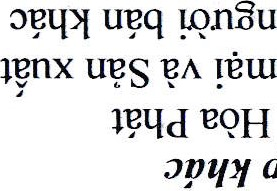 khác
Hòa Phát
mại và Sản xuất
người bán khác